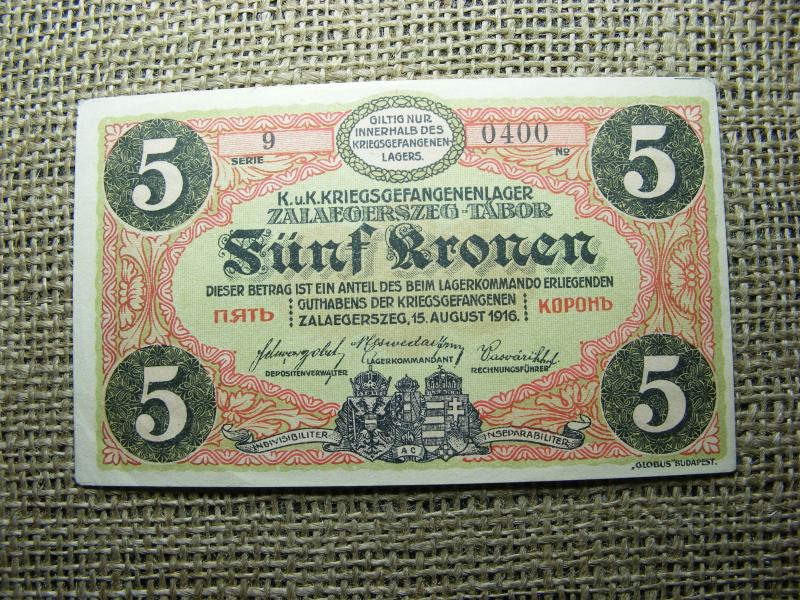 5
9
SERIE
GILTIG NUR
INNERHALB DES
KRIEGSGEFANGENEN-
LAGERS.
0400
No
5
K.u.K. KRIEGSGEFANGENENLAGER
ZALAEGERSZEG-TÁBOR
Fünf Kronen
DIESER BETRAG IST EIN ANTEIL DES BEIM LAGERKOMMANDO ERLIEGENDEN
GUTHABENS DER KRIEGSGEFANGENEN
ПЯТЬ
КОРОНЪ
ZALAEGERSZEG, 15. AUGUST 1916.
DEPOSITENVERWALTER
LAGERKOMMANDANT
RECHNUNGSFÜHRER
5
5
INDIVISIBILITER
AC
INSEPARABILITER
„GLOBUS" BUDAPEST.